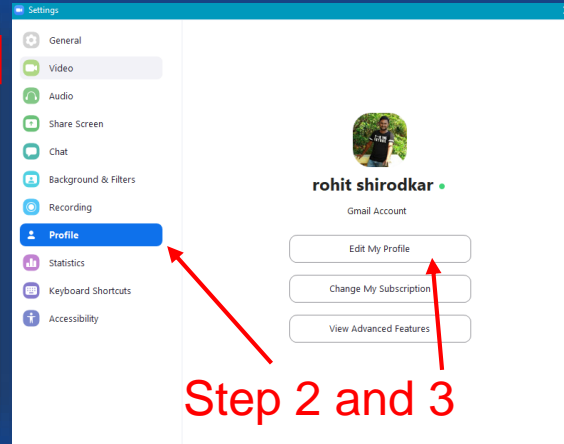 Settings
General
Video
Audio
Share Screen
Chat
Background & Filters
Recording
Profile
Statistics
Keyboard Shortcuts
Accessibility
rohit shirodkar
Gmail Account
Edit My Profile
Change My Subscription
View Advanced Features
Step 2 and 3